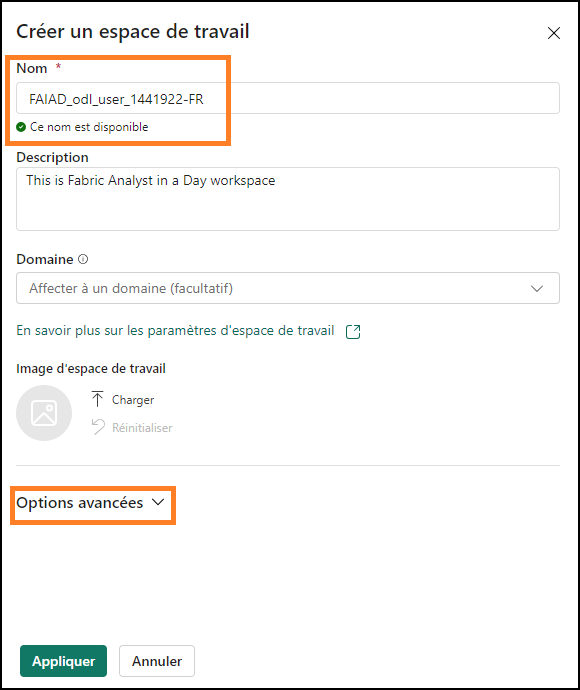 Créer un espace de travail
Nom *
FAIAD_odl_user_1441922-FR
Ce nom est disponible
Description
This is Fabric Analyst in a Day workspace
Domaine
Affecter à un domaine (facultatif)
En savoir plus sur les paramètres d'espace de travail
Image d'espace de travail
Charger
Réinitialiser
Options avancées
Appliquer Annuler